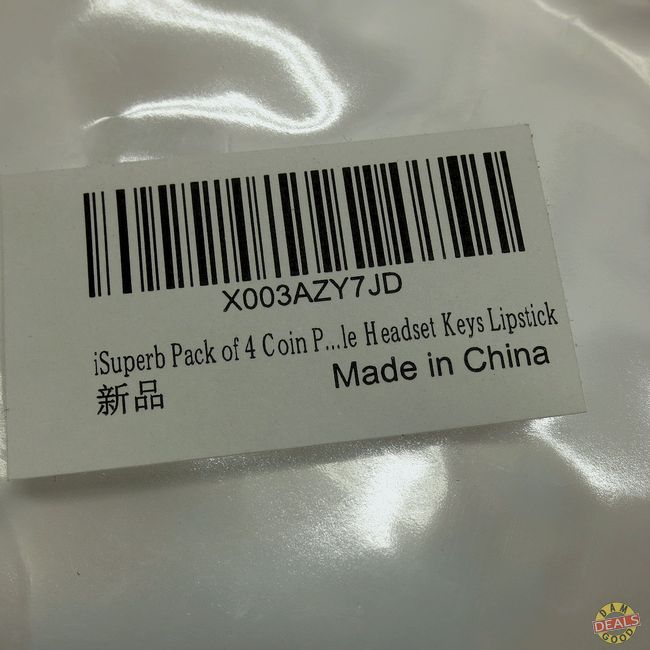 X003AZY7JD
iSuperb Pack of 4 Coin P...le Headset Keys Lipstick
新品
Made in China
DAM
DEALS
GOOD